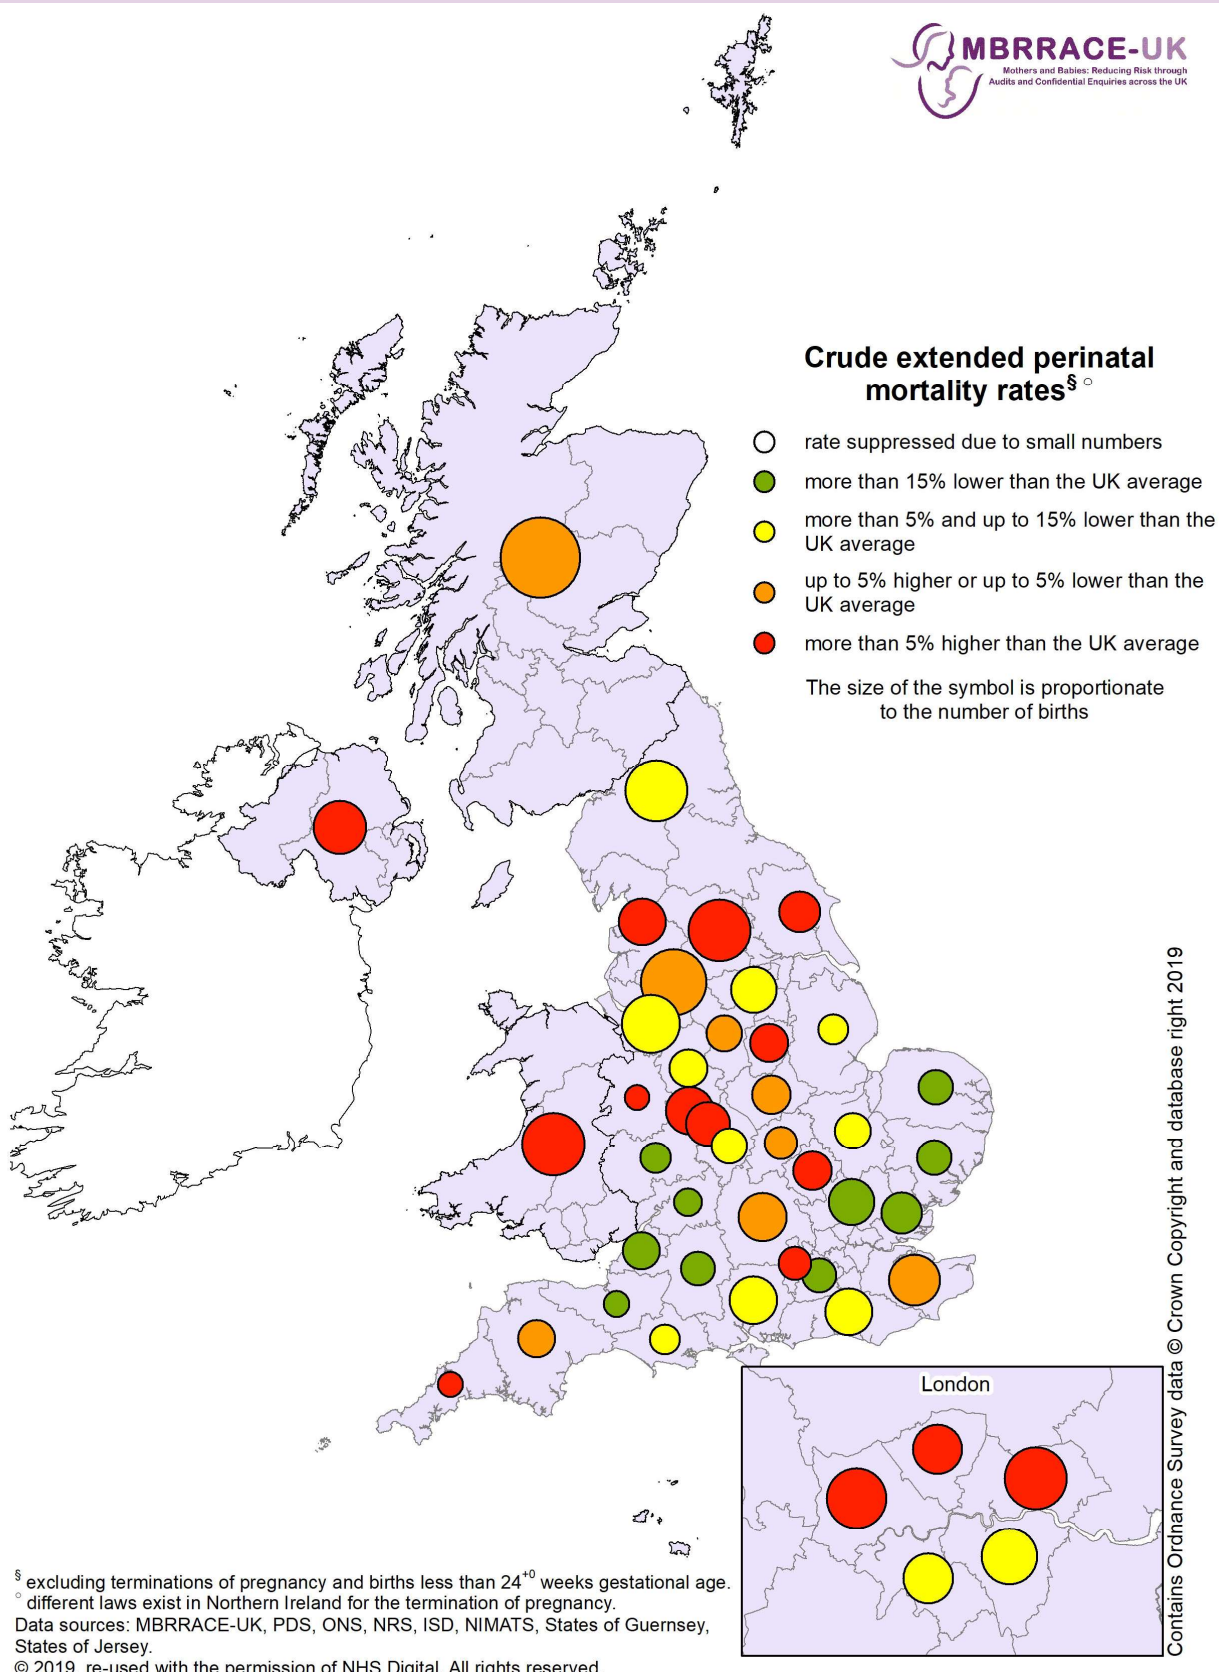 MBRRACE-UK
Mothers and Babies: Reducing Risk through
Audits and Confidential Enquiries across the UK
Crude extended perinatal
mortality rates§ ○
rate suppressed due to small numbers
more than 15% lower than the UK average
more than 5% and up to 15% lower than the
UK average
up to 5% higher or up to 5% lower than the
UK average
more than 5% higher than the UK average
The size of the symbol is proportionate
to the number of births
London
Contains Ordnance Survey data © Crown Copyright and database right 2019
§ excluding terminations of pregnancy and births less than 24+0 weeks gestational age.
○ different laws exist in Northern Ireland for the termination of pregnancy.
Data sources: MBRRACE-UK, PDS, ONS, NRS, ISD, NIMATS, States of Guernsey,
States of Jersey.
© 2019, re-used with the permission of NHS Digital. All rights reserved.